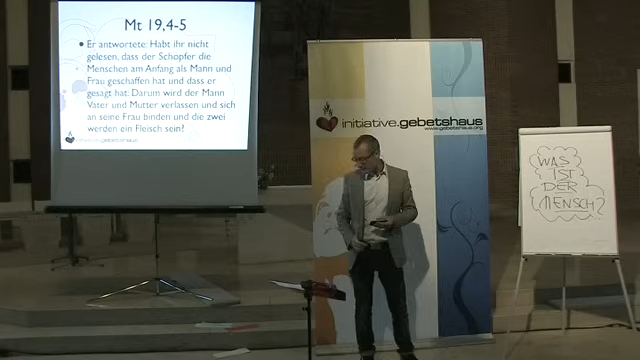 Mt 19,4-5
• Er antwortete: Habt ihr nicht
gelesen, dass der Schöpfer die
Menschen am Anfang als Mann und
Frau geschaffen hat und dass er
gesagt hat: Darum wird der Mann
Vater und Mutter verlassen und sich
an seine Frau binden und die zwei
werden ein Fleisch sein?
initiative.gebetshaus
www.gebetshaus.org
WAS
IST
DER
MENSCH?